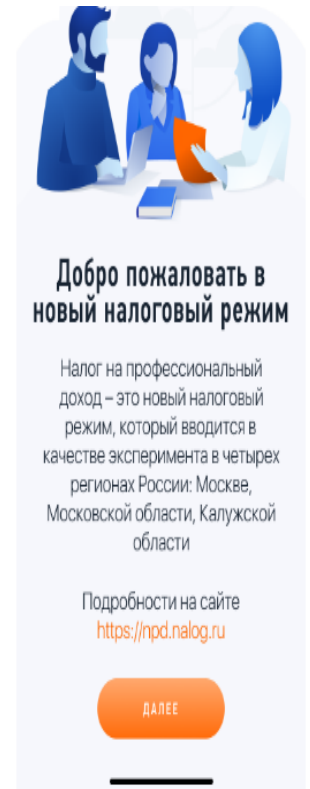 Добро пожаловать в
новый налоговый режим
Налог на профессиональный
доход – это новый налоговый
режим, который вводится в
качестве эксперимента в четырех
регионах России: Москве,
Московской области, Калужской
области
Подробности на сайте
https://npd.nalog.ru
ДАЛЕЕ